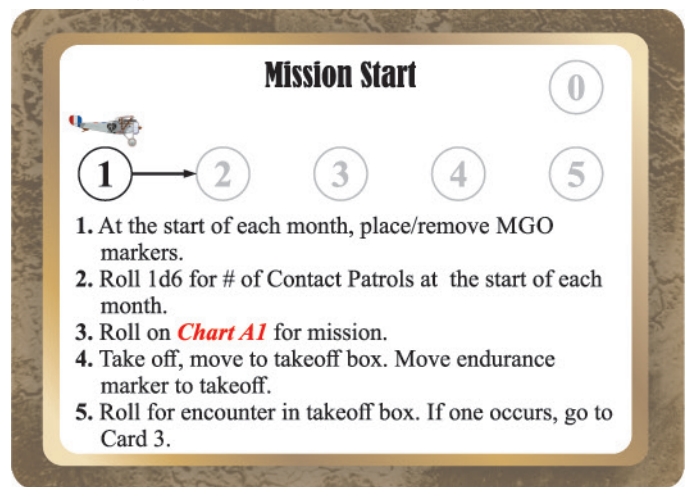 Mission Start
0
1 2 3 4 5
1. At the start of each month, place/remove MGO
markers.
2. Roll 1d6 for # of Contact Patrols at the start of each
month.
3. Roll on Chart A1 for mission.
4. Take off, move to takeoff box. Move endurance
marker to takeoff.
5. Roll for encounter in takeoff box. If one occurs, go to
Card 3.